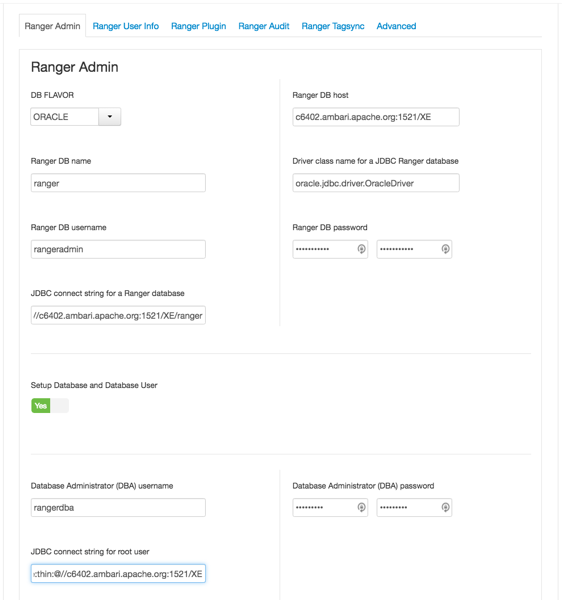 Ranger Admin Ranger User Info Ranger Plugin Ranger Audit Ranger Tagsync Advanced
Ranger Admin
DB FLAVOR
ORACLE
Ranger DB host
c6402.ambari.apache.org:1521/XE
Ranger DB name
ranger
Driver class name for a JDBC Ranger database
oracle.jdbc.driver.OracleDriver
Ranger DB username
rangeradmin
Ranger DB password
••••••••••• •••••••••••
JDBC connect string for a Ranger database
//c6402.ambari.apache.org:1521/XE/ranger
Setup Database and Database User
Yes
Database Administrator (DBA) username
rangerdba
Database Administrator (DBA) password
••••••••• •••••••••
JDBC connect string for root user
:thin:@//c6402.ambari.apache.org:1521/XE